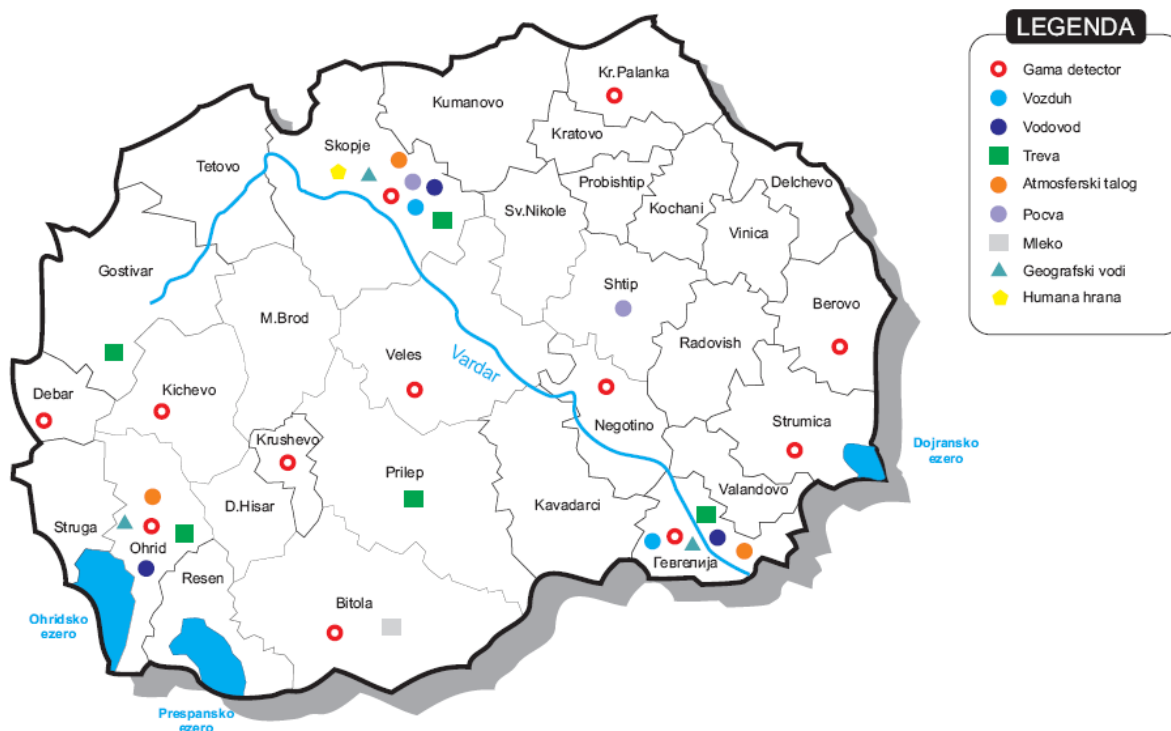 LEGENDA
Gama detector
Vozduh
Vodovod
Treva
Atmosferski talog
Pocva
Mleko
Geografski vodi
Humana hrana
Kr.Palanka
Kumanovo
Kratovo
Skopje
Tetovo
Probishtip
Delchevo
Kochani
Sv.Nikole
Vinica
Gostivar
Shtip
Berovo
M.Brod
Radovish
Veles
Vardar
Debar
Kichevo
Strumica
Negotino
Krushevo
Dojransko
ezero
Prilep
Valandovo
D.Hisar
Kavadarci
Struga
Ohrid
Гевгелија
Resen
Bitola
Ohridsko
ezero
Prespansko
ezero